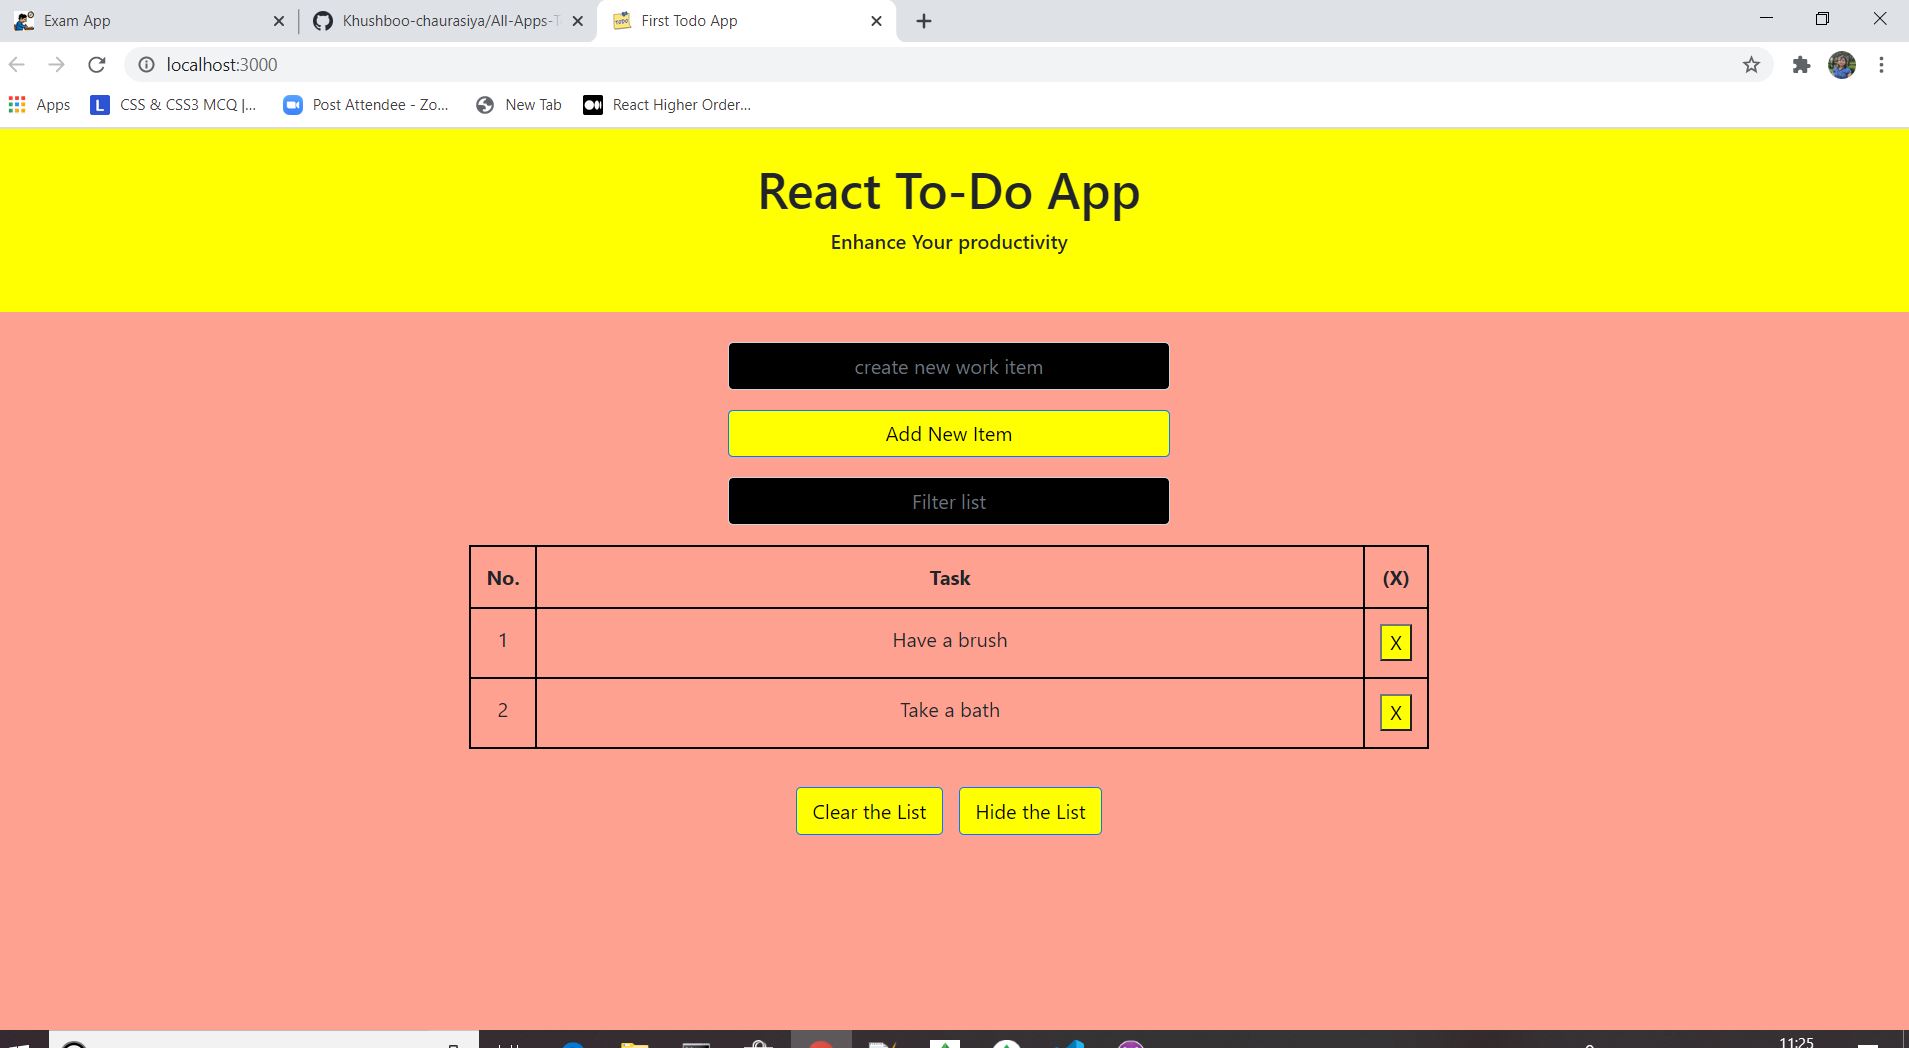 Exam App
Khushboo-chaurasiya/All-Apps-T
First Todo App
localhost:3000
Apps
L
CSS & CSS3 MCQ |...
Post Attendee - Zo...
New Tab
React Higher Order...
React To-Do App
Enhance Your productivity
create new work item
Add New Item
Filter list
No. Task (X)
1 Have a brush X
2 Take a bath X
Clear the List Hide the List
11:25